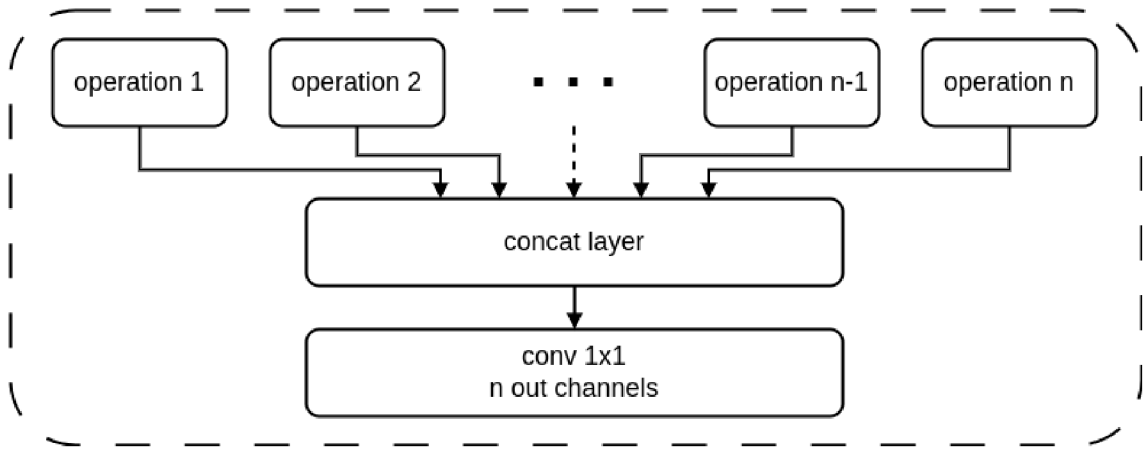 operation 1
operation 2
. . .
operation n-1
operation n
concat layer
conv 1x1
n out channels